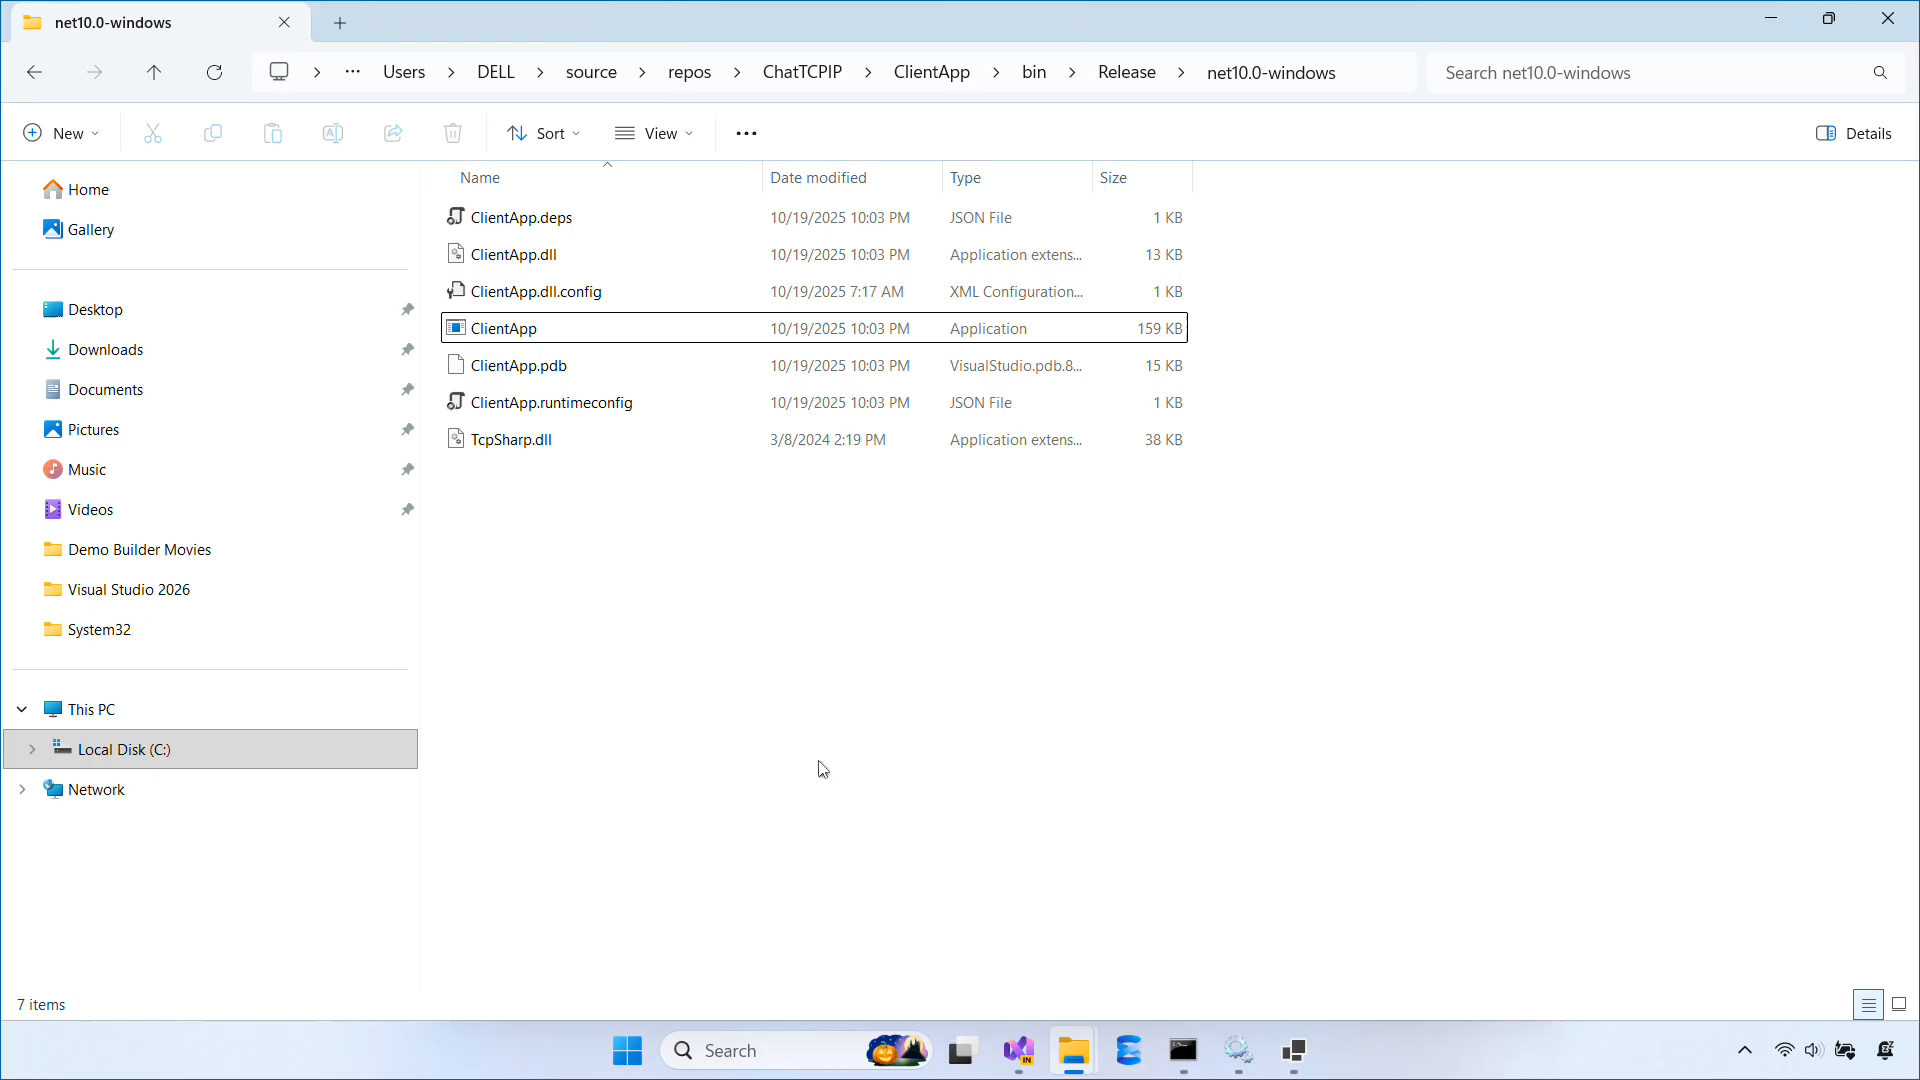 net10.0-windows
Users DELL source repos ChatTCPIP ClientApp bin Release net10.0-windows
Search net10.0-windows
New Sort View Details
Home
Gallery
Desktop
Downloads
Documents
Pictures
Music
Videos
Demo Builder Movies
Visual Studio 2026
System32
This PC
Local Disk (C:)
Network
Name Date modified Type Size
ClientApp.deps 10/19/2025 10:03 PM JSON File 1 KB
ClientApp.dll 10/19/2025 10:03 PM Application extens... 13 KB
ClientApp.dll.config 10/19/2025 7:17 AM XML Configuration... 1 KB
ClientApp 10/19/2025 10:03 PM Application 159 KB
ClientApp.pdb 10/19/2025 10:03 PM VisualStudio.pdb.8... 15 KB
ClientApp.runtimeconfig 10/19/2025 10:03 PM JSON File 1 KB
TcpSharp.dll 3/8/2024 2:19 PM Application extens... 38 KB
7 items
Search
IN